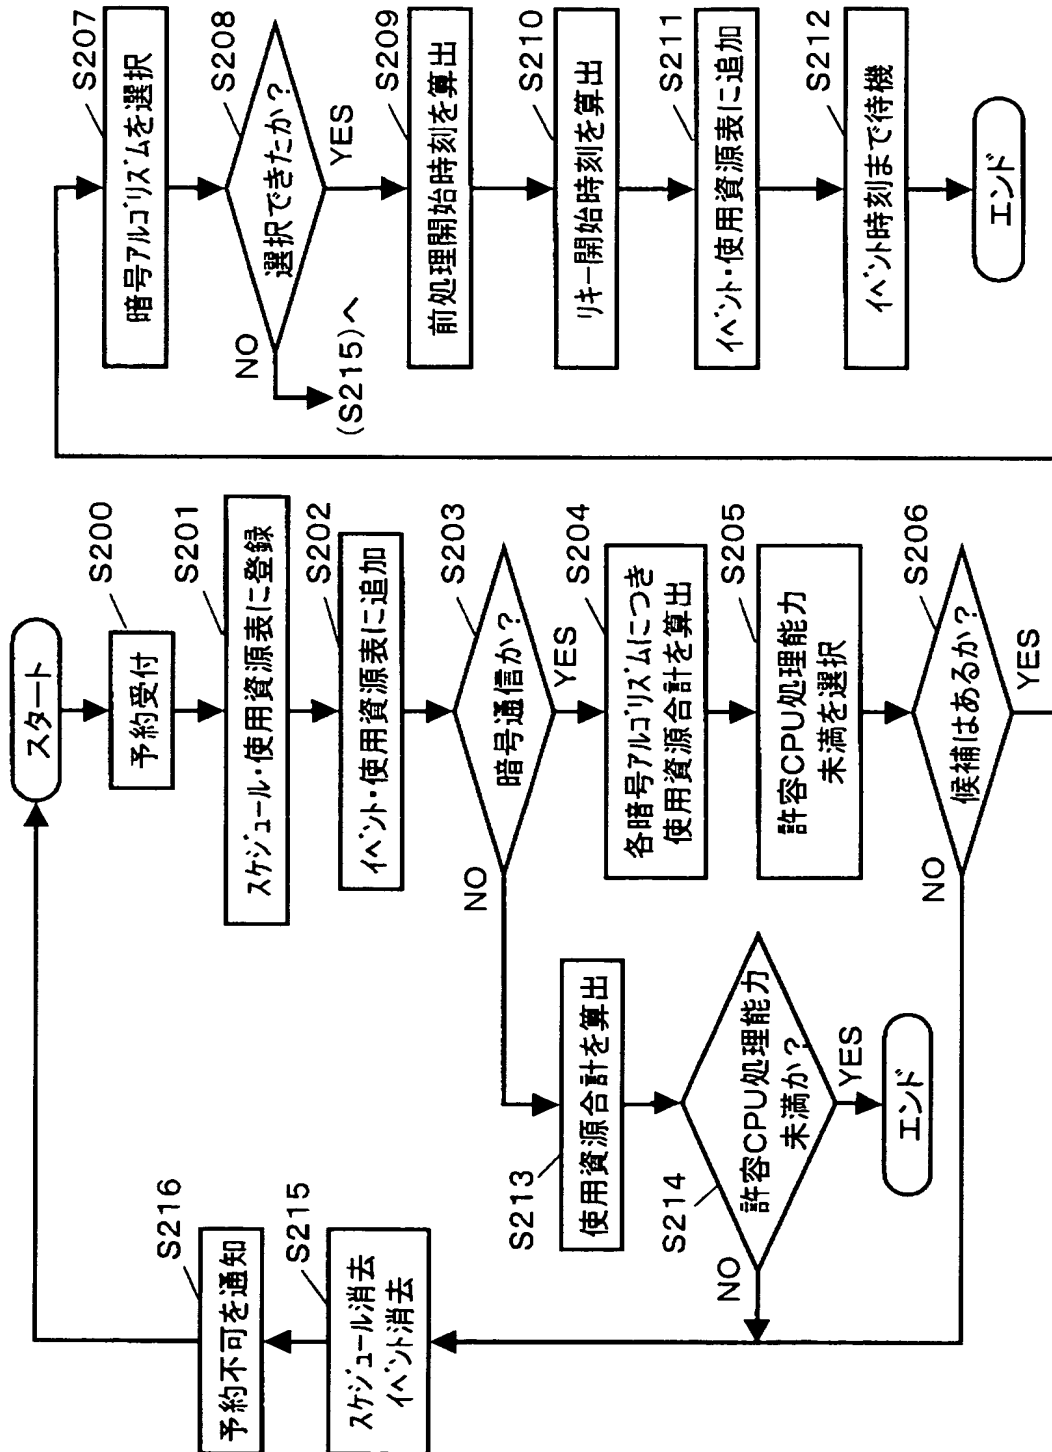 スタート
S200
予約受付
S201
スケジュール・使用資源表に登録
S202
イベント・使用資源表に追加
S203
暗号通信か?
NO
YES
S204
各暗号アルゴリズムにつき
使用資源合計を算出
S205
許容CPU処理能力
未満を選択
S206
候補はあるか?
NO
YES
S207
暗号アルゴリズムを選択
S208
選択できたか?
NO
(S215)へ
YES
S209
前処理開始時刻を算出
S210
リキー開始時刻を算出
S211
イベント・使用資源表に追加
S212
イベント時刻まで待機
エンド
S213
使用資源合計を算出
S214
許容CPU処理能力
未満か?
NO
YES
エンド
S215
スケジュール消去
イベント消去
S216
予約不可を通知